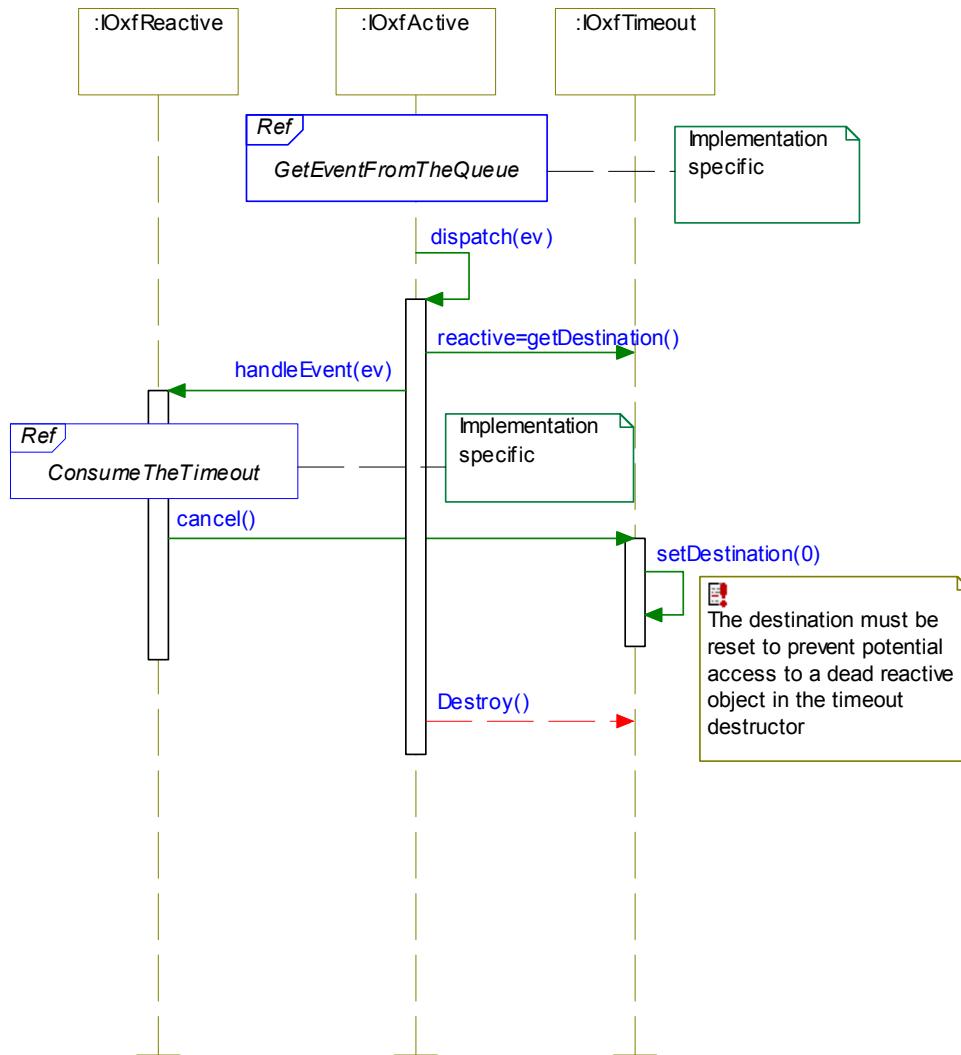 :IOxfReactive
:IOxfActive
:IOxfTimeout
Ref
GetEventFromTheQueue
Implementation
specific
dispatch(ev)
reactive=getDestination()
handleEvent(ev)
Ref
ConsumeTheTimeout
Implementation
specific
cancel()
setDestination(0)
The destination must be
reset to prevent potential
access to a dead reactive
object in the timeout
destructor
Destroy()